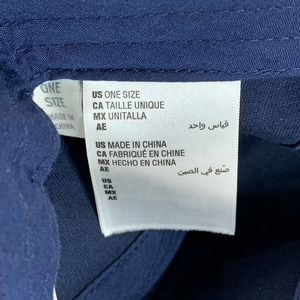 ONE
SIZE
MADE IN
CHINA
US ONE SIZE
CA TAILLE UNIQUE
MX UNITALLA
AE قياس واحد
US MADE IN CHINA
CA FABRIQUÉ EN CHINE
MX HECHO EN CHINA
AE صنع في الصين
US
CA
MX
AE